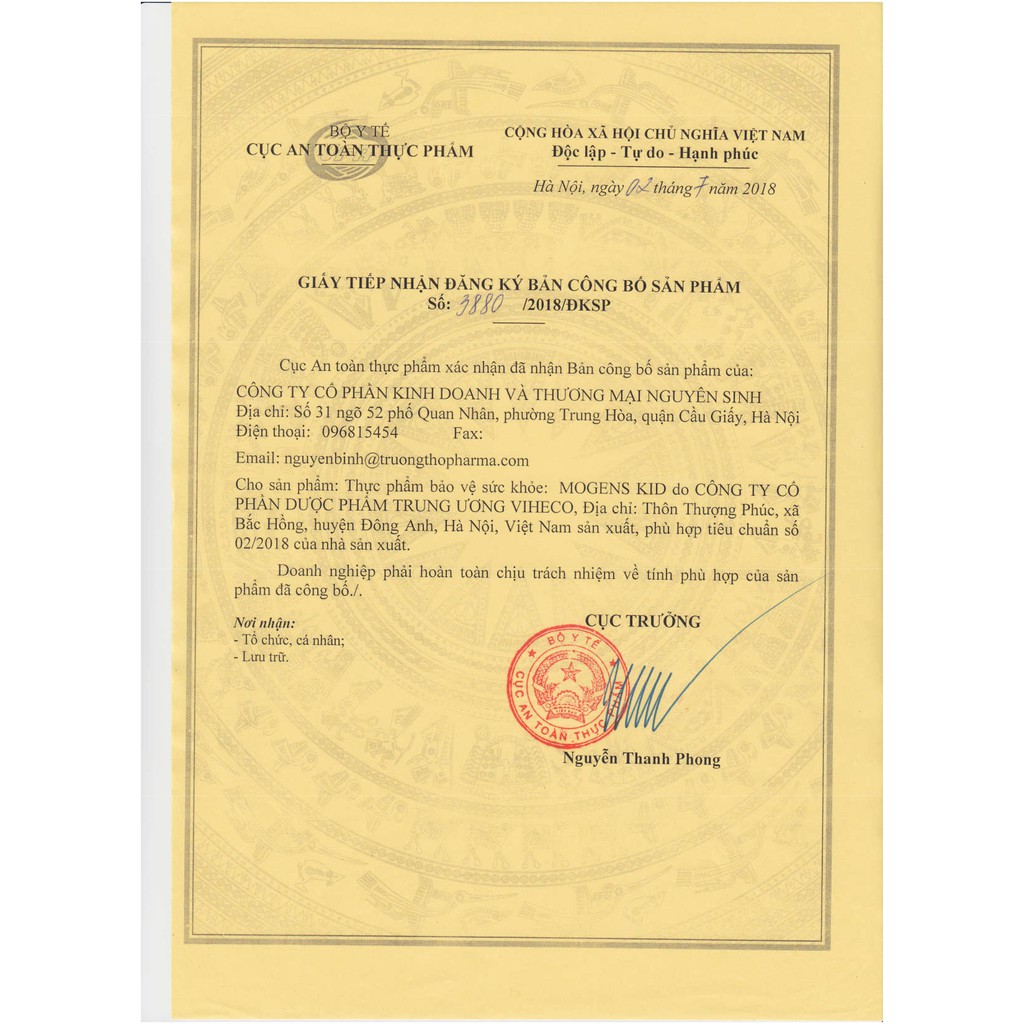 BỘ Y TẾ
CỤC AN TOÀN THỰC PHẨM
CỘNG HÒA XÃ HỘI CHỦ NGHĨA VIỆT NAM
Độc lập - Tự do - Hạnh phúc
Hà Nội, ngày 02 tháng 7 năm 2018
GIẤY TIẾP NHẬN ĐĂNG KÝ BẢN CÔNG BỐ SẢN PHẨM
Số: 3880 /2018/ĐKSP
Cục An toàn thực phẩm xác nhận đã nhận Bản công bố sản phẩm của:
CÔNG TY CỔ PHẦN KINH DOANH VÀ THƯƠNG MẠI NGUYÊN SINH
Địa chỉ: Số 31 ngõ 52 phố Quan Nhân, phường Trung Hòa, quận Cầu Giấy, Hà Nội
Điện thoại: 096815454 Fax:
Email: nguyenbinh@truongthopharma.com
Cho sản phẩm: Thực phẩm bảo vệ sức khỏe: MOGENS KID do CÔNG TY CỔ
PHẦN DƯỢC PHẨM TRUNG ƯƠNG VIHECO, Địa chỉ: Thôn Thượng Phúc, xã
Bắc Hồng, huyện Đông Anh, Hà Nội, Việt Nam sản xuất, phù hợp tiêu chuẩn số
02/2018 của nhà sản xuất.
Doanh nghiệp phải hoàn toàn chịu trách nhiệm về tính phù hợp của sản
phẩm đã công bố./.
Nơi nhận:
- Tổ chức, cá nhân;
- Lưu trữ.
CỤC TRƯỞNG
BỘ Y TẾ
CỤC AN TOÀN THỰC PHẨM
Nguyễn Thanh Phong